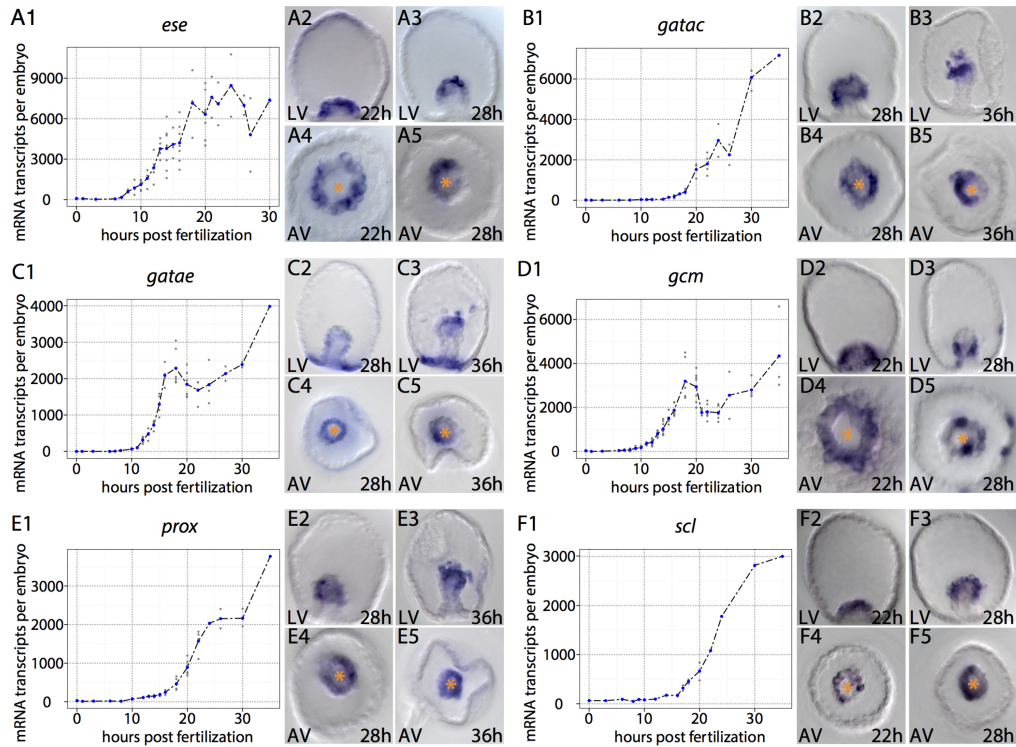 A1
ese
mRNA transcripts per embryo
9000
6000
3000
0
0 10 20 30
hours post fertilization
A2
LV 22h
A3
LV 28h
A4
*
AV 22h
A5
*
AV 28h
B1
gatac
mRNA transcripts per embryo
6000
4000
2000
0
0 10 20 30
hours post fertilization
B2
LV 28h
B3
LV 36h
B4
*
AV 28h
B5
*
AV 36h
C1
gatae
mRNA transcripts per embryo
4000
3000
2000
1000
0
0 10 20 30
hours post fertilization
C2
LV 28h
C3
LV 36h
C4
*
AV 28h
C5
*
AV 36h
D1
gcm
mRNA transcripts per embryo
6000
4000
2000
0
0 10 20 30
hours post fertilization
D2
LV 22h
D3
LV 28h
D4
*
AV 22h
D5
*
AV 28h
E1
prox
mRNA transcripts per embryo
3000
2000
1000
0
0 10 20 30
hours post fertilization
E2
LV 28h
E3
LV 36h
E4
*
AV 28h
E5
*
AV 36h
F1
scl
mRNA transcripts per embryo
3000
2000
1000
0
0 10 20 30
hours post fertilization
F2
LV 22h
F3
LV 28h
F4
*
AV 22h
F5
*
AV 28h